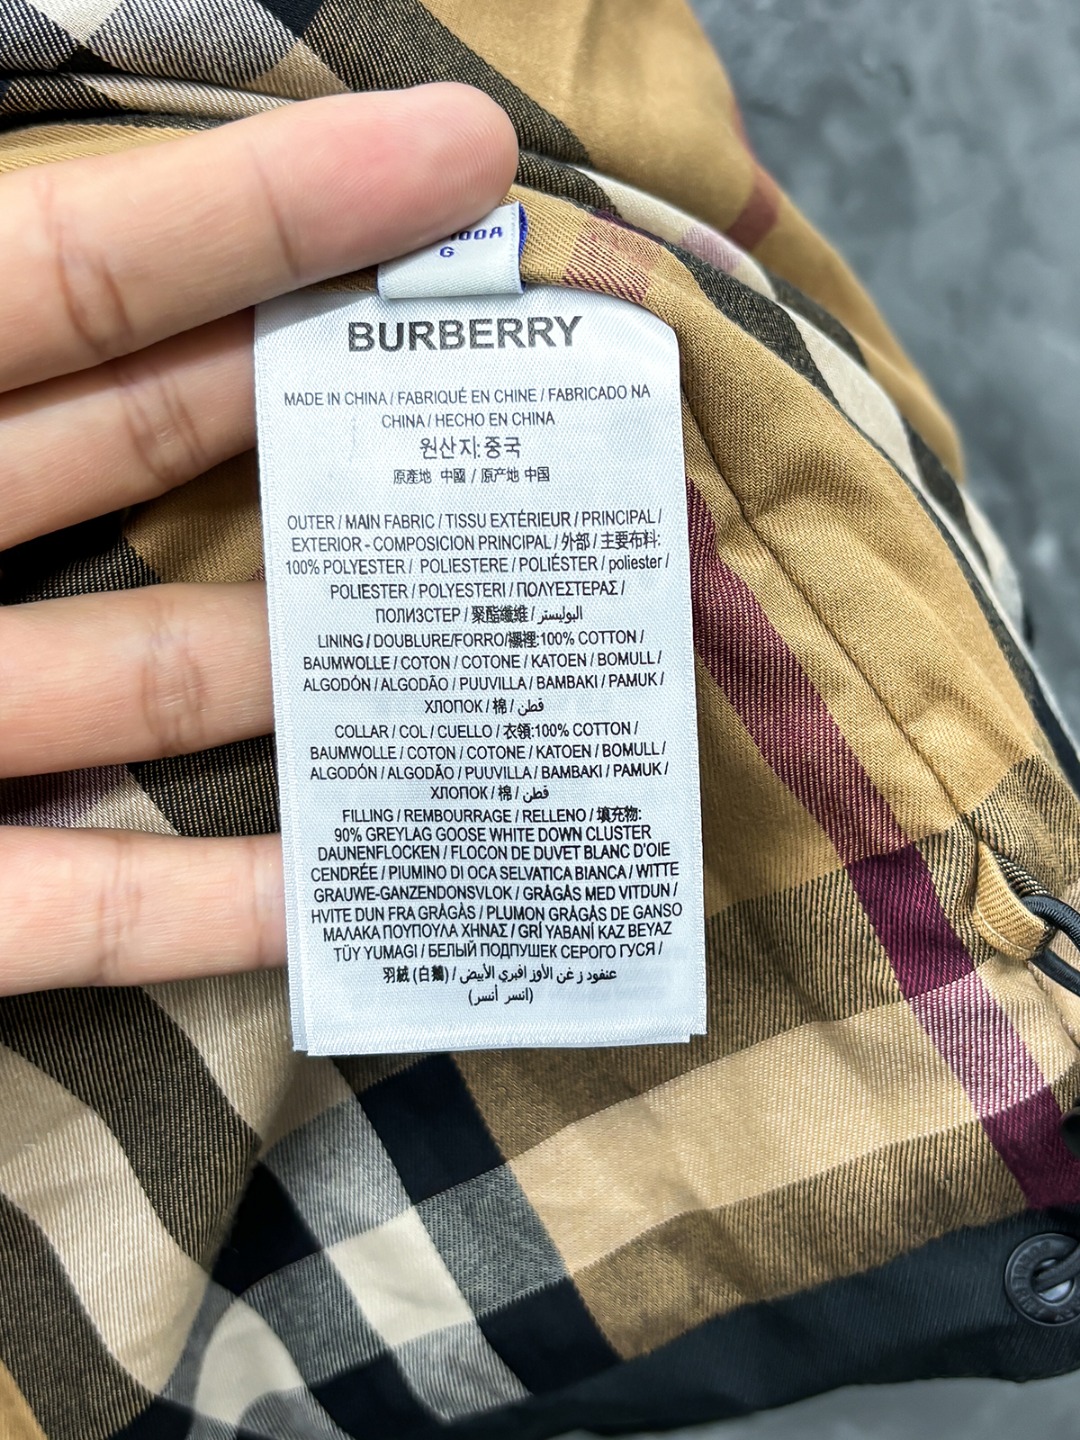 100A
G
BURBERRY
MADE IN CHINA / FABRIQUÉ EN CHINE / FABRICADO NA
CHINA / HECHO EN CHINA
원산지:중국
原產地 中國 / 原产地 中国
OUTER / MAIN FABRIC / TISSU EXTÉRIEUR / PRINCIPAL /
EXTERIOR - COMPOSICION PRINCIPAL / 外部 / 主要布料:
100% POLYESTER / POLIESTERE / POLIÉSTER / poliester /
POLIESTER / POLYESTERI / ΠΟΛΥΕΣΤΕΡΑΣ /
ПОЛИЗСТЕР / 聚酯纖維 / البوليستر /
LINING / DOUBLURE/FORRO/襯裡:100% COTTON /
BAUMWOLLE / COTON / COTONE / KATOEN / BOMULL /
ALGODÓN / ALGODÃO / PUUVILLA / BAMBAKI / PAMUK /
ХЛОПОК / 棉 / قطن
COLLAR / COL / CUELLO / 衣領:100% COTTON /
BAUMWOLLE / COTON / COTONE / KATOEN / BOMULL /
ALGODÓN / ALGODÃO / PUUVILLA / BAMBAKI / PAMUK /
ХЛОПОК / 棉 / قطن
FILLING / REMBOURRAGE / RELLENO / 填充物:
90% GREYLAG GOOSE WHITE DOWN CLUSTER
DAUNENFLOCKEN / FLOCON DE DUVET BLANC D'OIE
CENDRÉE / PIUMINO DI OCA SELVATICA BIANCA / WITTE
GRAUWE-GANZENDONSVLOK / GRÅGÅS MED VITDUN /
HVITE DUN FRA GRÅGÅS / PLUMON GRÅGÅS DE GANSO
ΜΑΛΑΚΑ ΠΟΥΠΟΥΛΑ ΧΗΝΑΣ / GRİ YABANİ KAZ BEYAZ
TÜY YUMAGI / БЕЛЫЙ ПОДПУШЕК СЕРОГО ГУСЯ /
羽絨 (白鵝) / عنفود ز غن الأوز افبري الأبيض
(انسر أنسر)